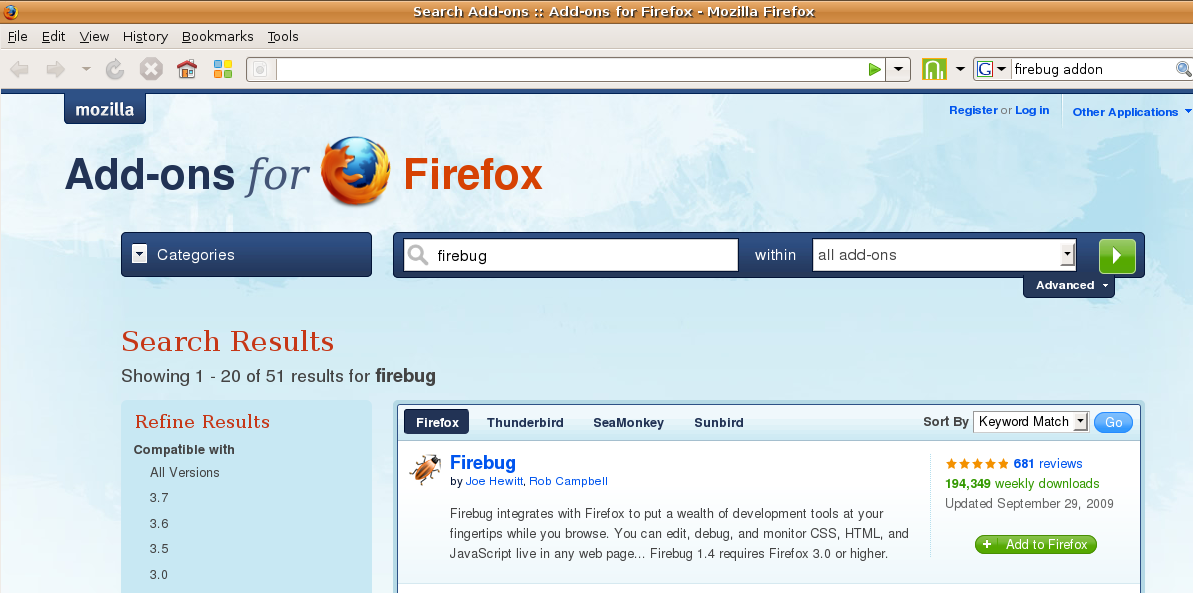 Search Add-ons :: Add-ons for Firefox - Mozilla Firefox
File Edit View History Bookmarks Tools
G firebug addon
mozilla
Register or Log in Other Applications
Add-ons for Firefox
Categories
firebug within all add-ons
Advanced
Search Results
Showing 1 - 20 of 51 results for firebug
Refine Results
Compatible with
All Versions
3.7
3.6
3.5
3.0
Firefox Thunderbird SeaMonkey Sunbird Sort By Keyword Match Go
Firebug
by Joe Hewitt, Rob Campbell
Firebug integrates with Firefox to put a wealth of development tools at your
fingertips while you browse. You can edit, debug, and monitor CSS, HTML, and
JavaScript live in any web page... Firebug 1.4 requires Firefox 3.0 or higher.
681 reviews
194,349 weekly downloads
Updated September 29, 2009
+ Add to Firefox